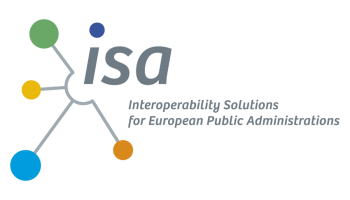 isa
Interoperability Solutions
for European Public Administrations